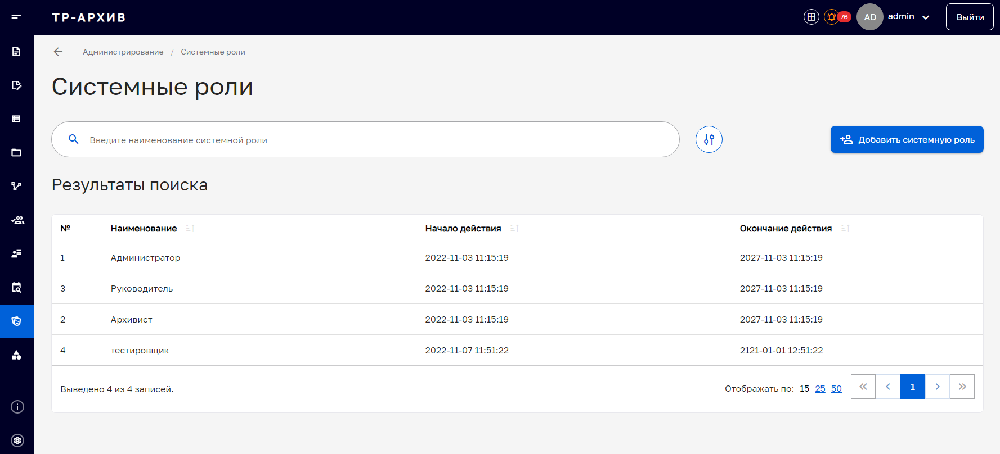 ТР-АРХИВ
76
AD
admin
Выйти
Администрирование / Системные роли
Системные роли
Введите наименование системной роли
Добавить системную роль
Результаты поиска
№ Наименование Начало действия Окончание действия
1 Администратор 2022-11-03 11:15:19 2027-11-03 11:15:19
3 Руководитель 2022-11-03 11:15:19 2027-11-03 11:15:19
2 Архивист 2022-11-03 11:15:19 2027-11-03 11:15:19
4 тестировщик 2022-11-07 11:51:22 2121-01-01 12:51:22
Выведено 4 из 4 записей. Отображать по: 15 25 50 « ‹ 1 › »